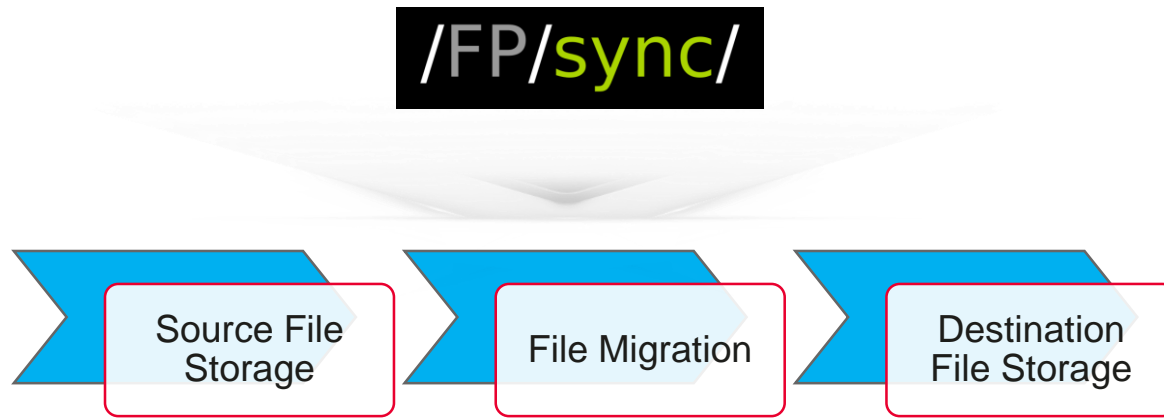 /FP/sync/
Source File
Storage
File Migration
Destination
File Storage